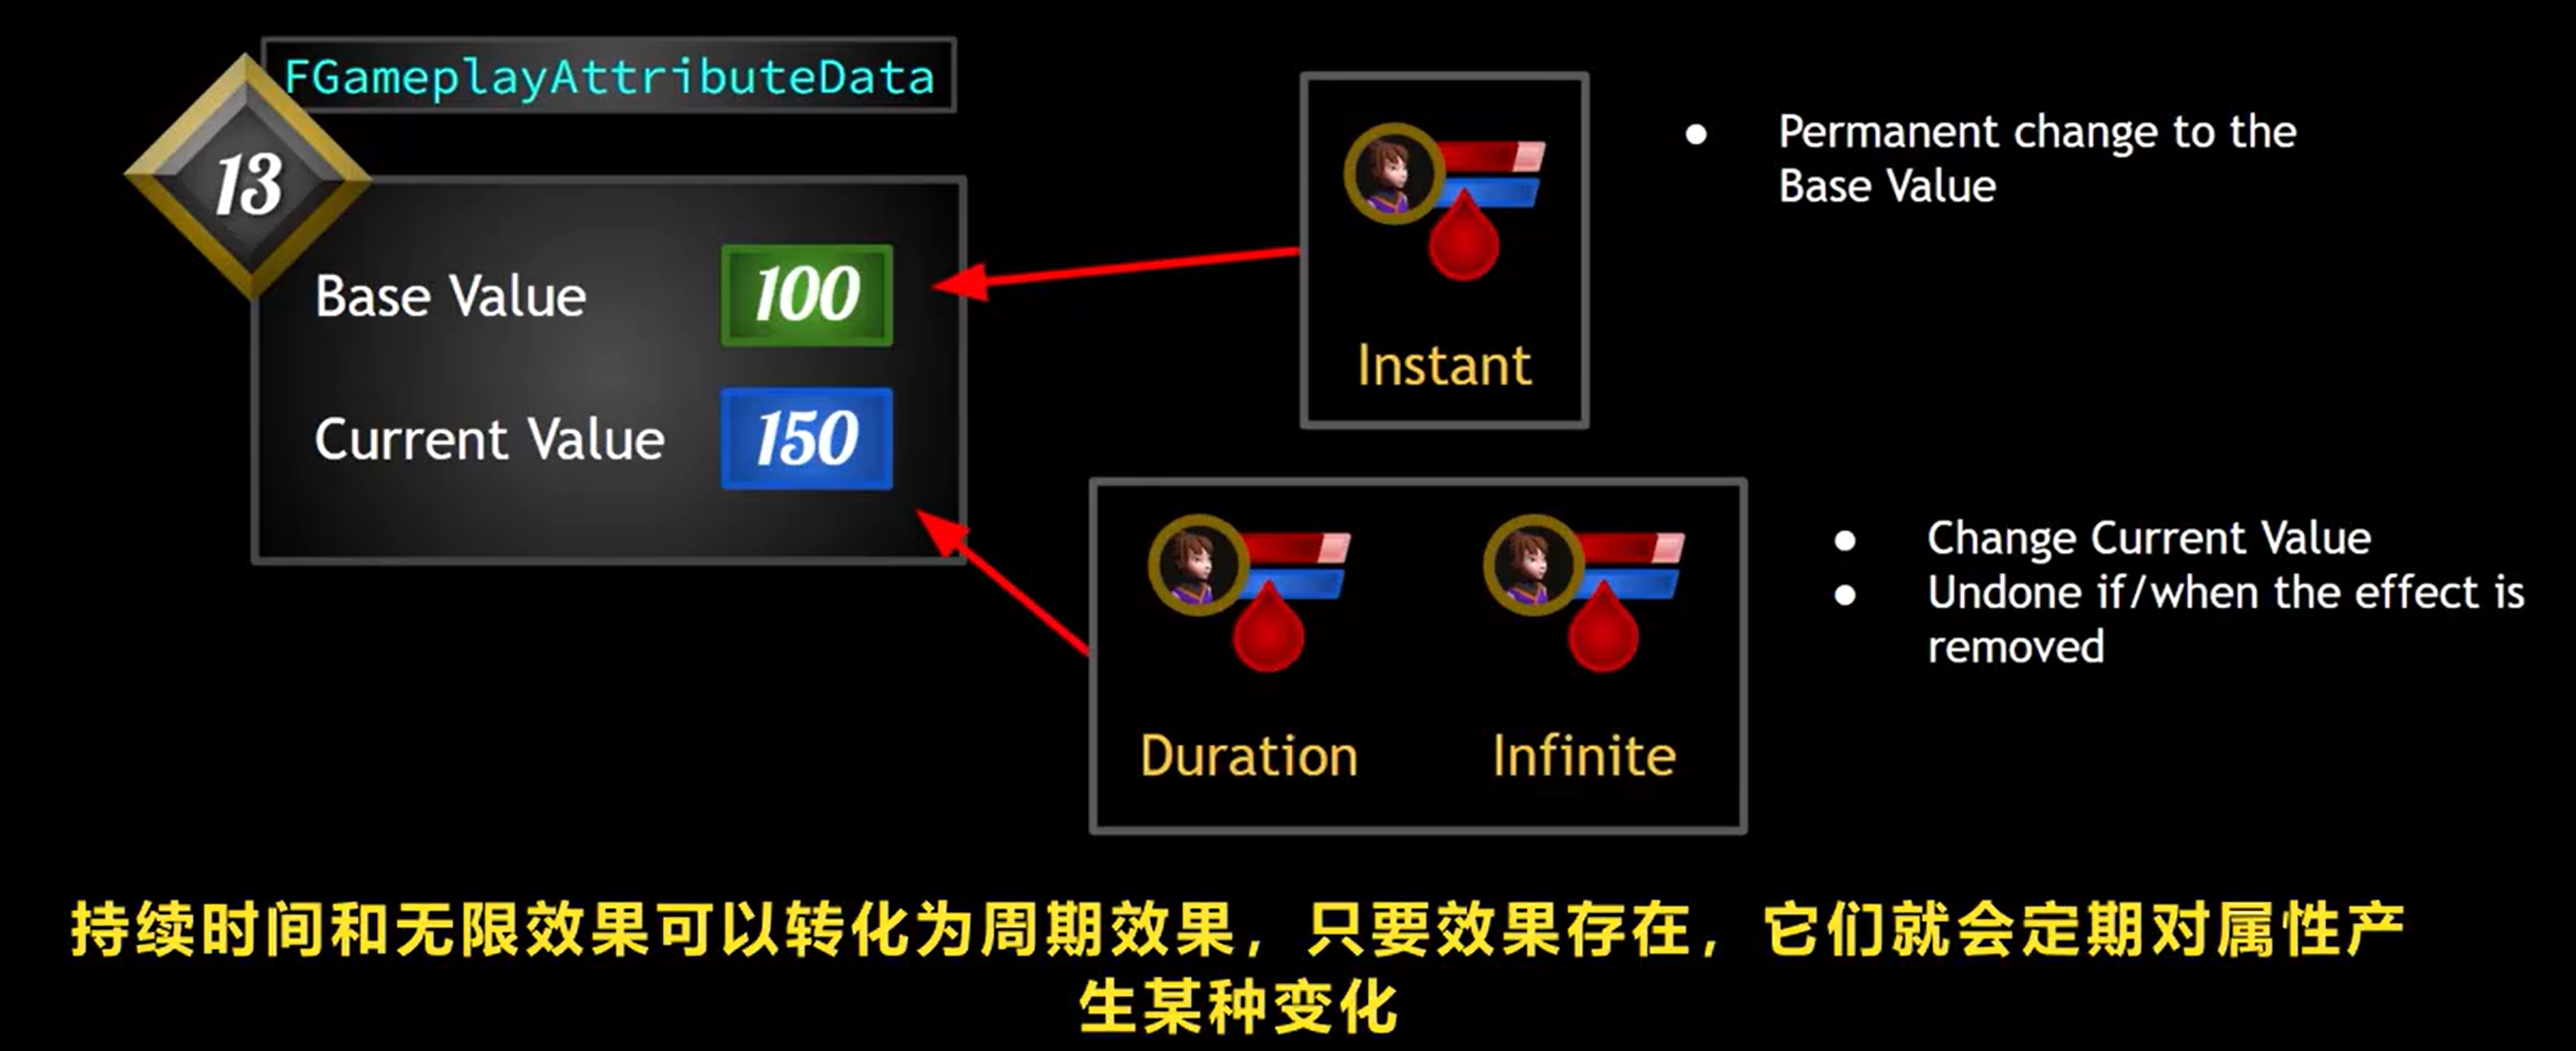 FGameplayAttributeData
13
Base Value
100
Current Value
150
Instant
Permanent change to the
Base Value
Duration
Infinite
Change Current Value
Undone if/when the effect is
removed
持续时间和无限效果可以转化为周期效果，只要效果存在，它们就会定期对属性产
生某种变化